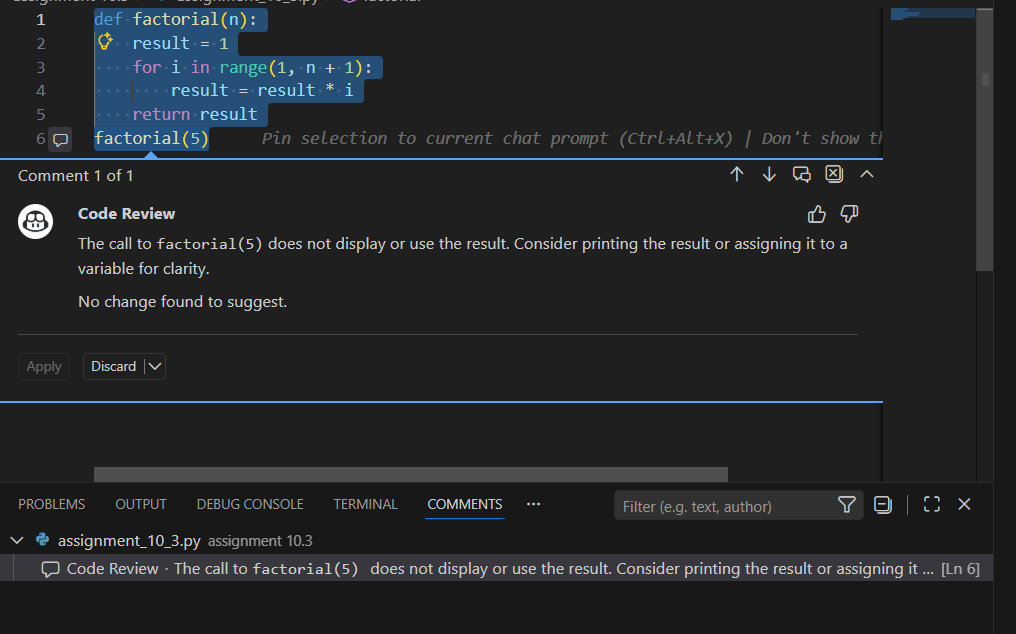 1 def factorial(n):
2 result = 1
3 for i in range(1, n + 1):
4 result = result * i
5 return result
6 factorial(5) Pin selection to current chat prompt (Ctrl+Alt+X) | Don't show
Comment 1 of 1
Code Review
The call to factorial(5) does not display or use the result. Consider printing the result or assigning it to a
variable for clarity.
No change found to suggest.
Apply Discard
PROBLEMS OUTPUT DEBUG CONSOLE TERMINAL COMMENTS ··· Filter (e.g. text, author)
assignment_10_3.py assignment 10.3
Code Review · The call to factorial(5) does not display or use the result. Consider printing the result or assigning it ... [Ln 6]